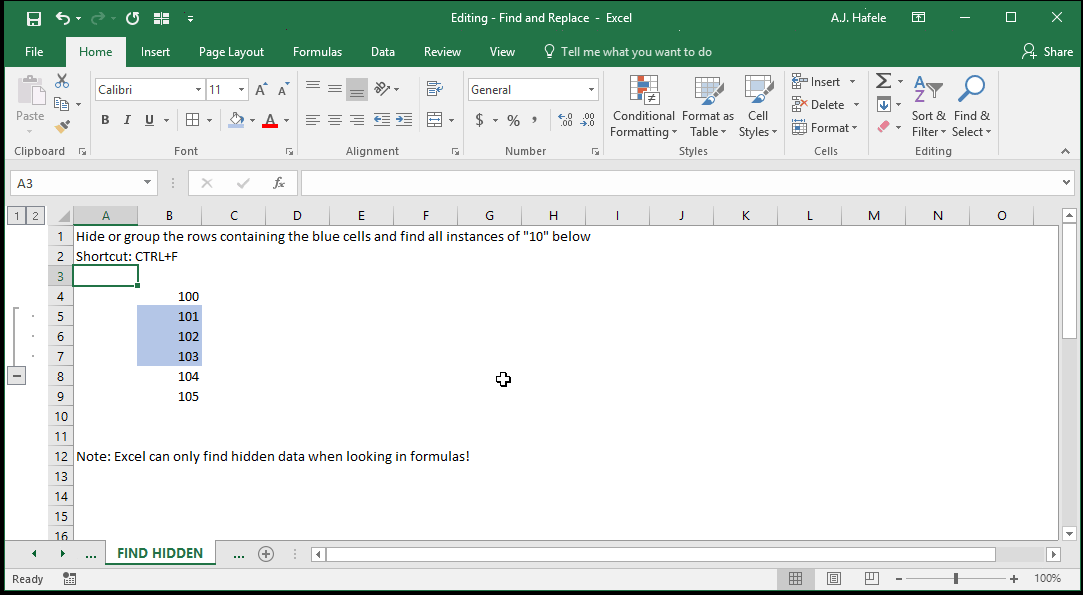 Editing - Find and Replace - Excel
A.J. Hafele
File Home Insert Page Layout Formulas Data Review View Tell me what you want to do Share
Paste
Calibri 11
General
Conditional Formatting
Format as Table
Cell Styles
Insert
Delete
Format
Sort & Filter
Find & Select
B I U A $ % ,
Clipboard Font Alignment Number Styles Cells Editing
A3 fx
1 2
A B C D E F G H I J K L M N O
1 Hide or group the rows containing the blue cells and find all instances of "10" below
2 Shortcut: CTRL+F
3
4 100
5 101
6 102
7 103
8 104
9 105
10
11
12 Note: Excel can only find hidden data when looking in formulas!
13
14
15
16
... FIND HIDDEN ...
Ready 100%